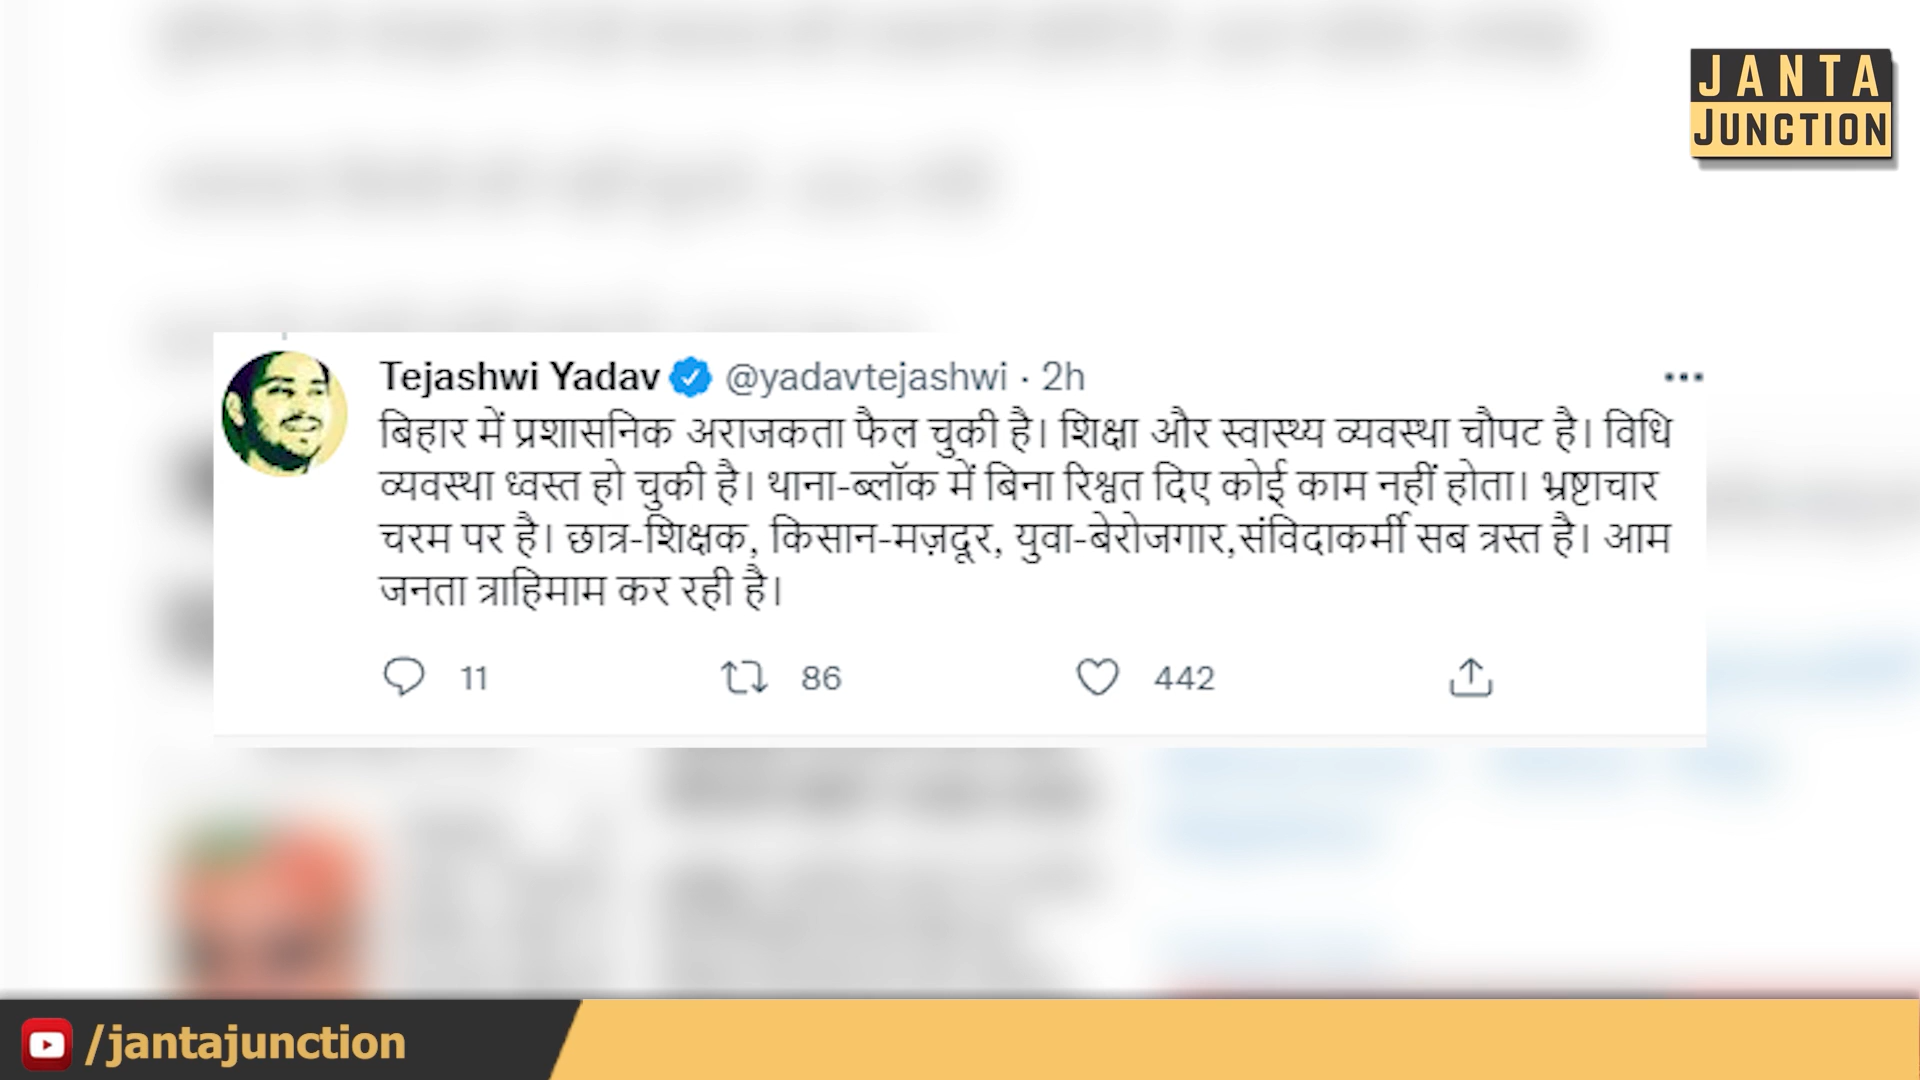 JANTA
JUNCTION
Tejashwi Yadav @yadavtejashwi · 2h
बिहार में प्रशासनिक अराजकता फैल चुकी है। शिक्षा और स्वास्थ्य व्यवस्था चौपट है। विधि
व्यवस्था ध्वस्त हो चुकी है। थाना-ब्लॉक में बिना रिश्वत दिए कोई काम नहीं होता। भ्रष्टाचार
चरम पर है। छात्र-शिक्षक, किसान-मज़दूर, युवा-बेरोजगार,संविदाकर्मी सब त्रस्त है। आम
जनता त्राहिमाम कर रही है।
11 86 442
/jantajunction